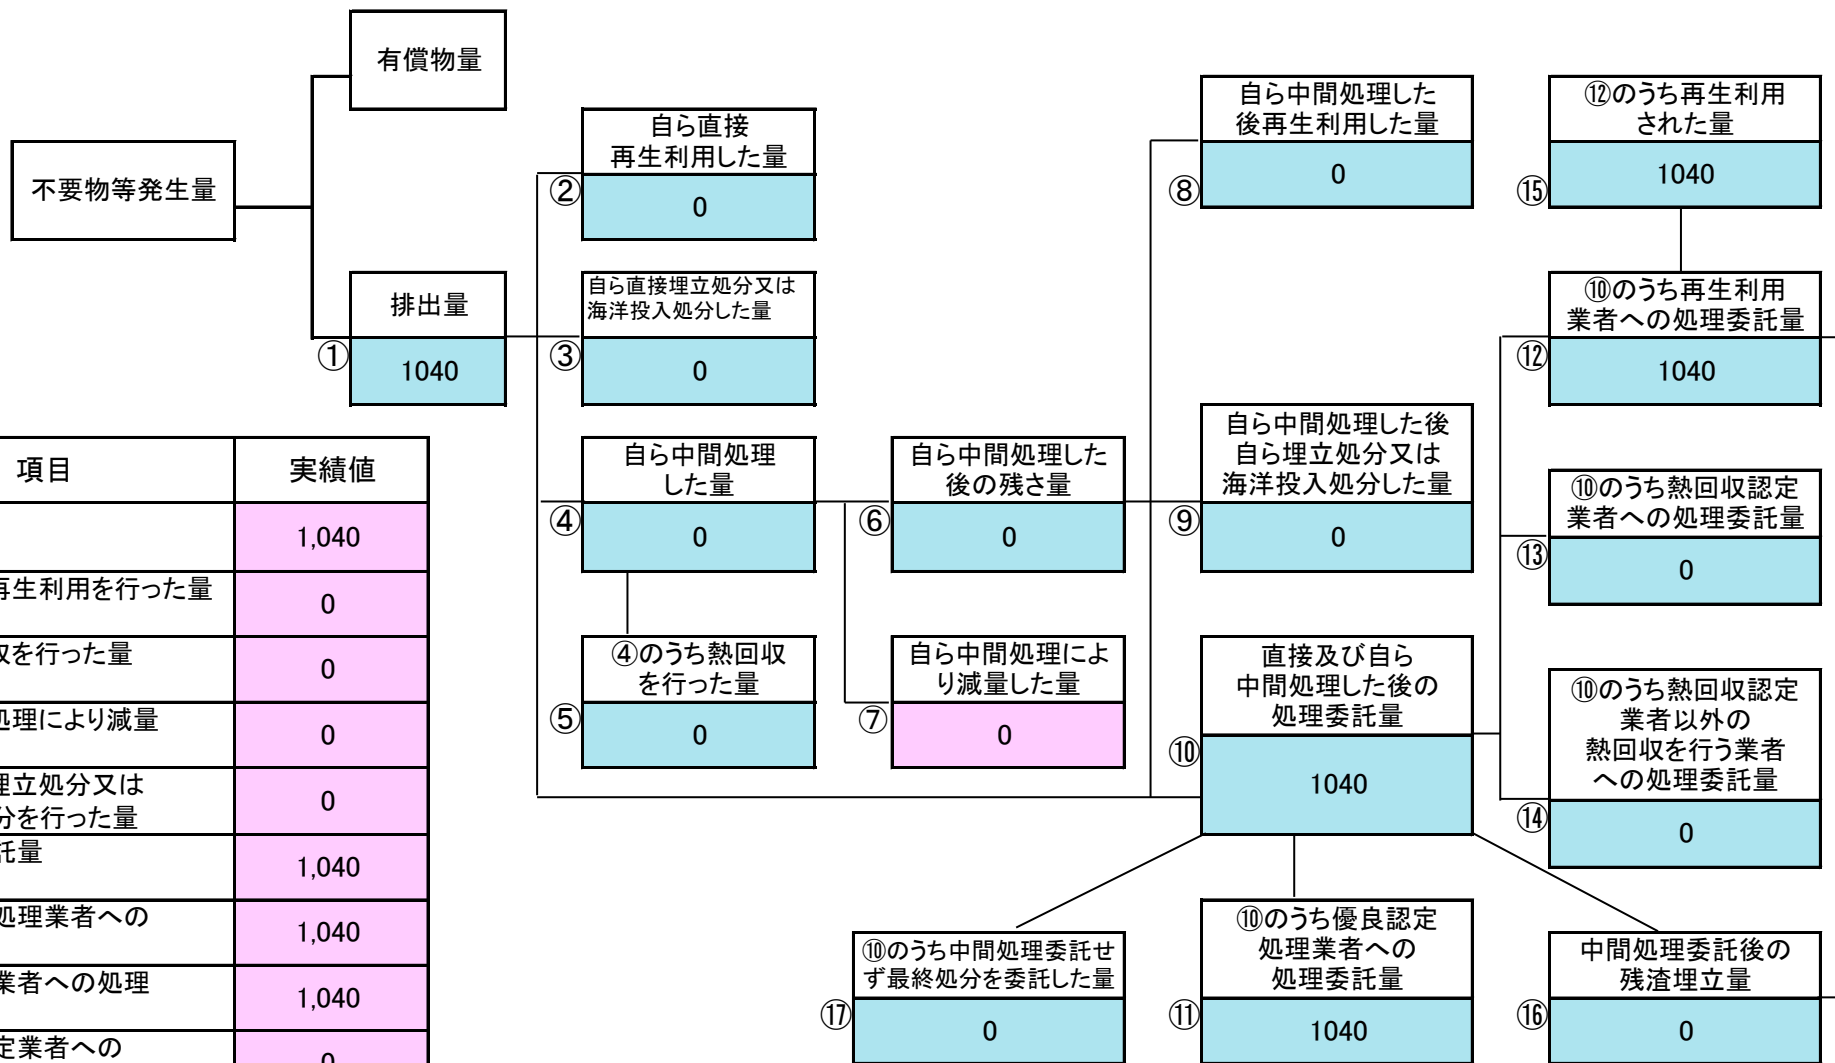 有償物量
不要物等発生量
排出量
①
1040
自ら直接
再生利用した量
②
0
自ら直接埋立処分又は
海洋投入処分した量
③
0
自ら中間処理
した量
④
0
④のうち熱回収
を行った量
⑤
0
自ら中間処理した
後の残さ量
⑥
0
自ら中間処理によ
り減量した量
⑦
0
自ら中間処理した
後再生利用した量
⑧
0
自ら中間処理した後
自ら埋立処分又は
海洋投入処分した量
⑨
0
直接及び自ら
中間処理した後の
処理委託量
⑩
1040
⑩のうち中間処理委託せ
ず最終処分を委託した量
⑰
0
⑩のうち優良認定
処理業者への
処理委託量
⑪
1040
中間処理委託後の
残渣埋立量
⑯
0
⑫のうち再生利用
された量
⑮
1040
⑩のうち再生利用
業者への処理委託量
⑫
1040
⑩のうち熱回収認定
業者への処理委託量
⑬
0
⑩のうち熱回収認定
業者以外の
熱回収を行う業者
への処理委託量
⑭
0
項目 実績値
1,040
再生利用を行った量
0
収を行った量
0
処理により減量
0
埋立処分又は
分を行った量
0
託量
1,040
処理業者への
1,040
業者への処理
1,040
定業者への
0